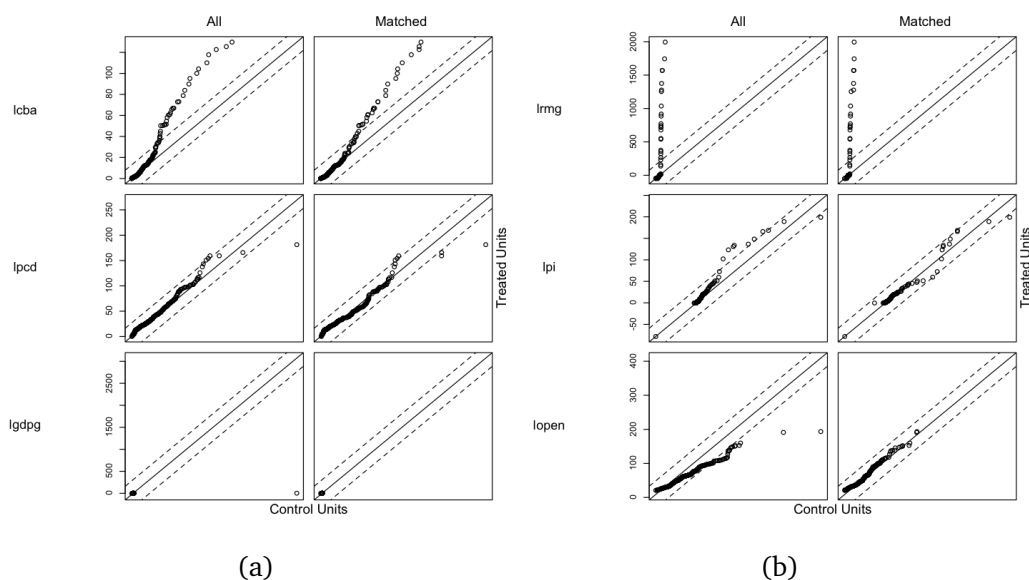 All Matched
lcba
0 20 40 60 80 100
lpcd
0 50 100 150 200 250
lgdpg
0 500 1500 2500
Control Units
Treated Units
(a)
All Matched
lrmg
0 500 1000 1500 2000
lpi
-50 0 50 100 150 200 250
lopen
0 100 200 300 400
Control Units
Treated Units
(b)